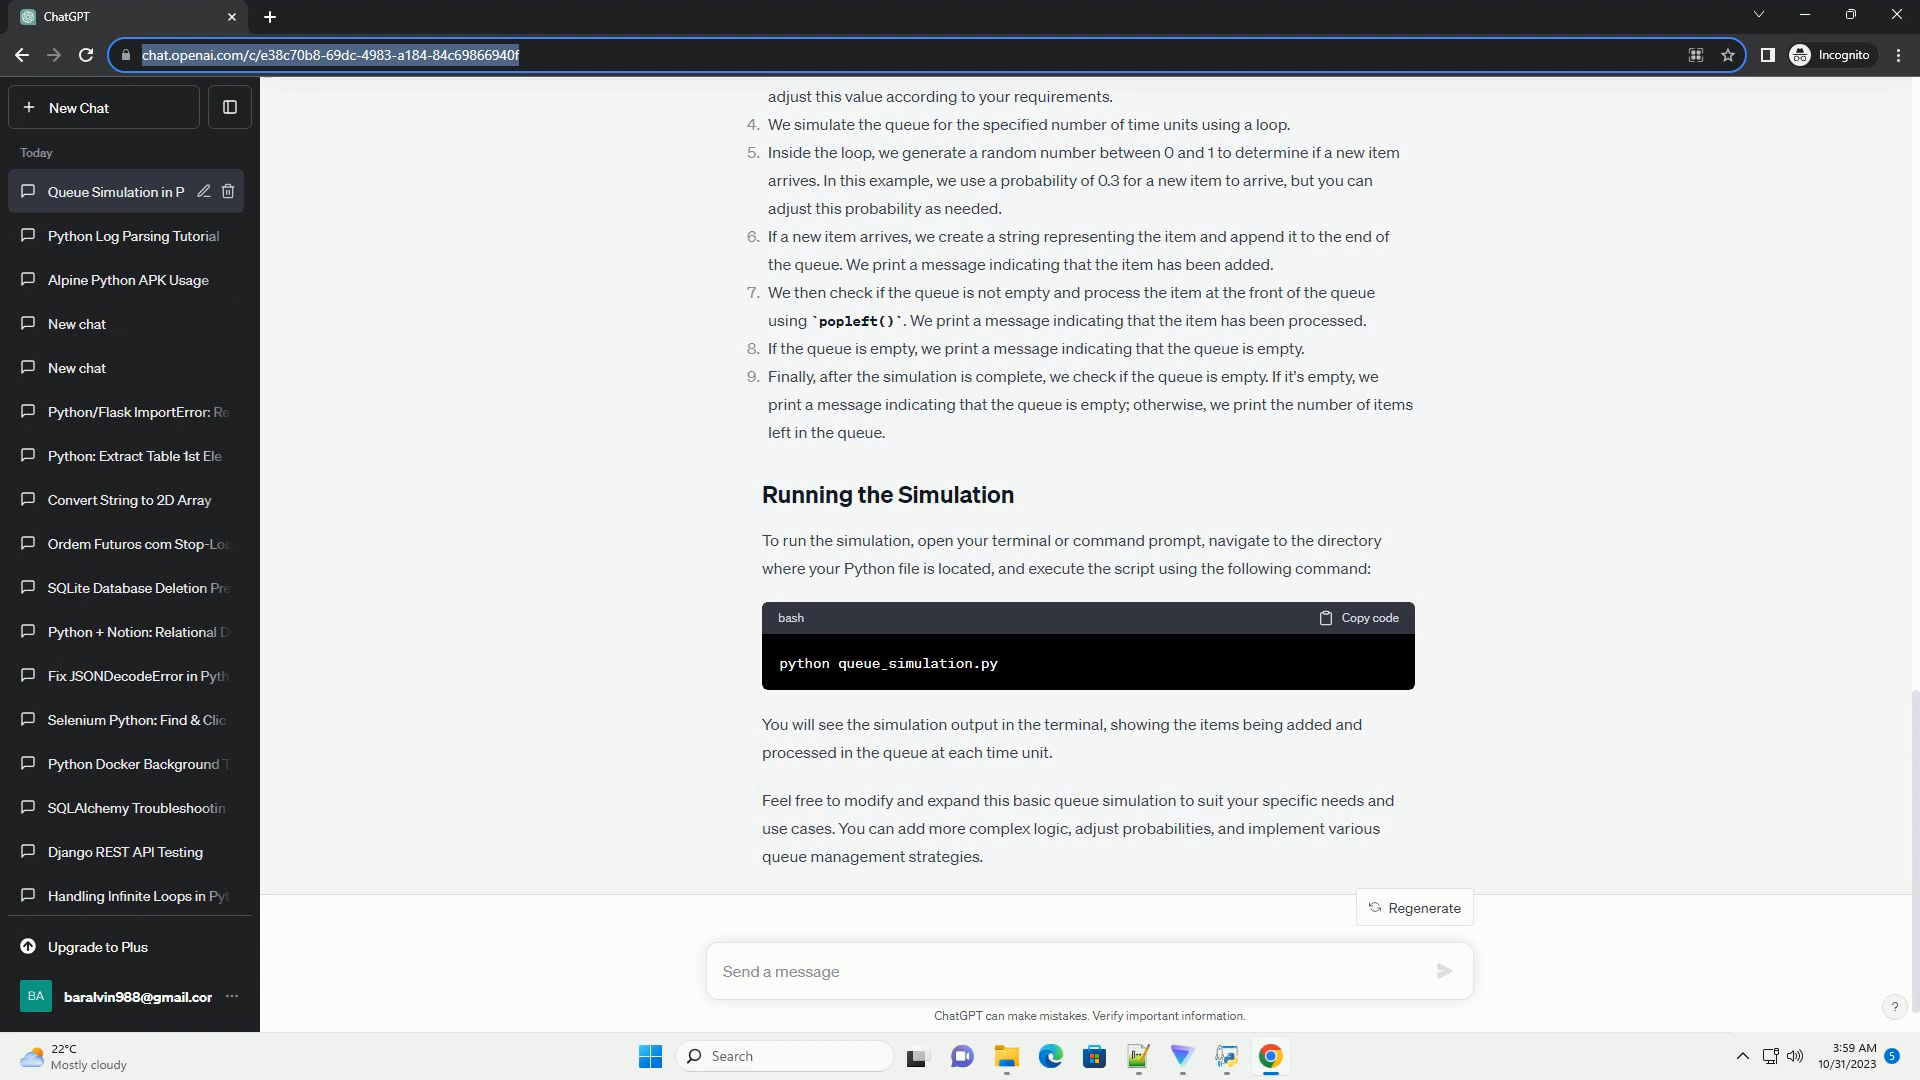 ChatGPT
chat.openai.com/c/e38c70b8-69dc-4983-a184-84c69866940f
Incognito
New Chat
Today
Queue Simulation in P
Python Log Parsing Tutorial
Alpine Python APK Usage
New chat
New chat
Python/Flask ImportError: Re
Python: Extract Table 1st Ele
Convert String to 2D Array
Ordem Futuros com Stop-Los
SQLite Database Deletion Pre
Python + Notion: Relational D
Fix JSONDecodeError in Pyth
Selenium Python: Find & Clic
Python Docker Background T
SQLAlchemy Troubleshootin
Django REST API Testing
Handling Infinite Loops in Pyt
Upgrade to Plus
BA
baralvin988@gmail.cor
adjust this value according to your requirements.
4. We simulate the queue for the specified number of time units using a loop.
5. Inside the loop, we generate a random number between 0 and 1 to determine if a new item
arrives. In this example, we use a probability of 0.3 for a new item to arrive, but you can
adjust this probability as needed.
6. If a new item arrives, we create a string representing the item and append it to the end of
the queue. We print a message indicating that the item has been added.
7. We then check if the queue is not empty and process the item at the front of the queue
using `popleft()`. We print a message indicating that the item has been processed.
8. If the queue is empty, we print a message indicating that the queue is empty.
9. Finally, after the simulation is complete, we check if the queue is empty. If it's empty, we
print a message indicating that the queue is empty; otherwise, we print the number of items
left in the queue.
Running the Simulation
To run the simulation, open your terminal or command prompt, navigate to the directory
where your Python file is located, and execute the script using the following command:
bash
Copy code
python queue_simulation.py
You will see the simulation output in the terminal, showing the items being added and
processed in the queue at each time unit.
Feel free to modify and expand this basic queue simulation to suit your specific needs and
use cases. You can add more complex logic, adjust probabilities, and implement various
queue management strategies.
Regenerate
Send a message
ChatGPT can make mistakes. Verify important information.
?
22°C
Mostly cloudy
Search
3:59 AM
10/31/2023
5